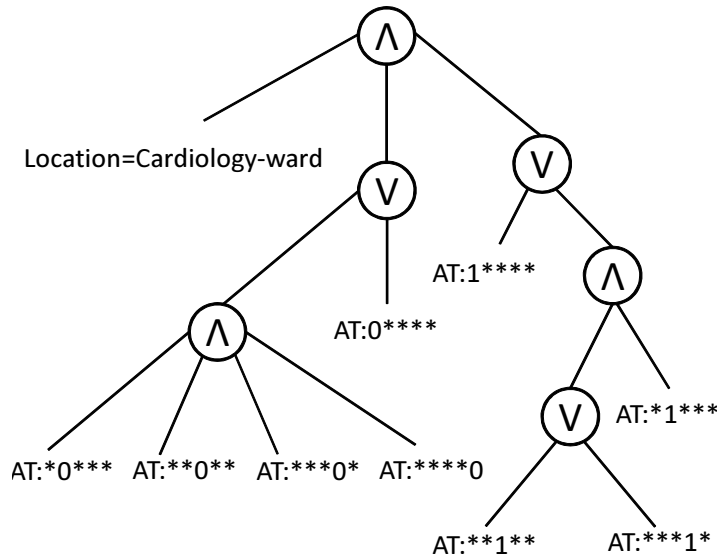 Λ
Location=Cardiology-ward
V
V
AT:1****
Λ
Λ
AT:0****
V
AT:*1***
AT:*0***
AT:**0**
AT:***0*
AT:****0
AT:**1**
AT:***1*